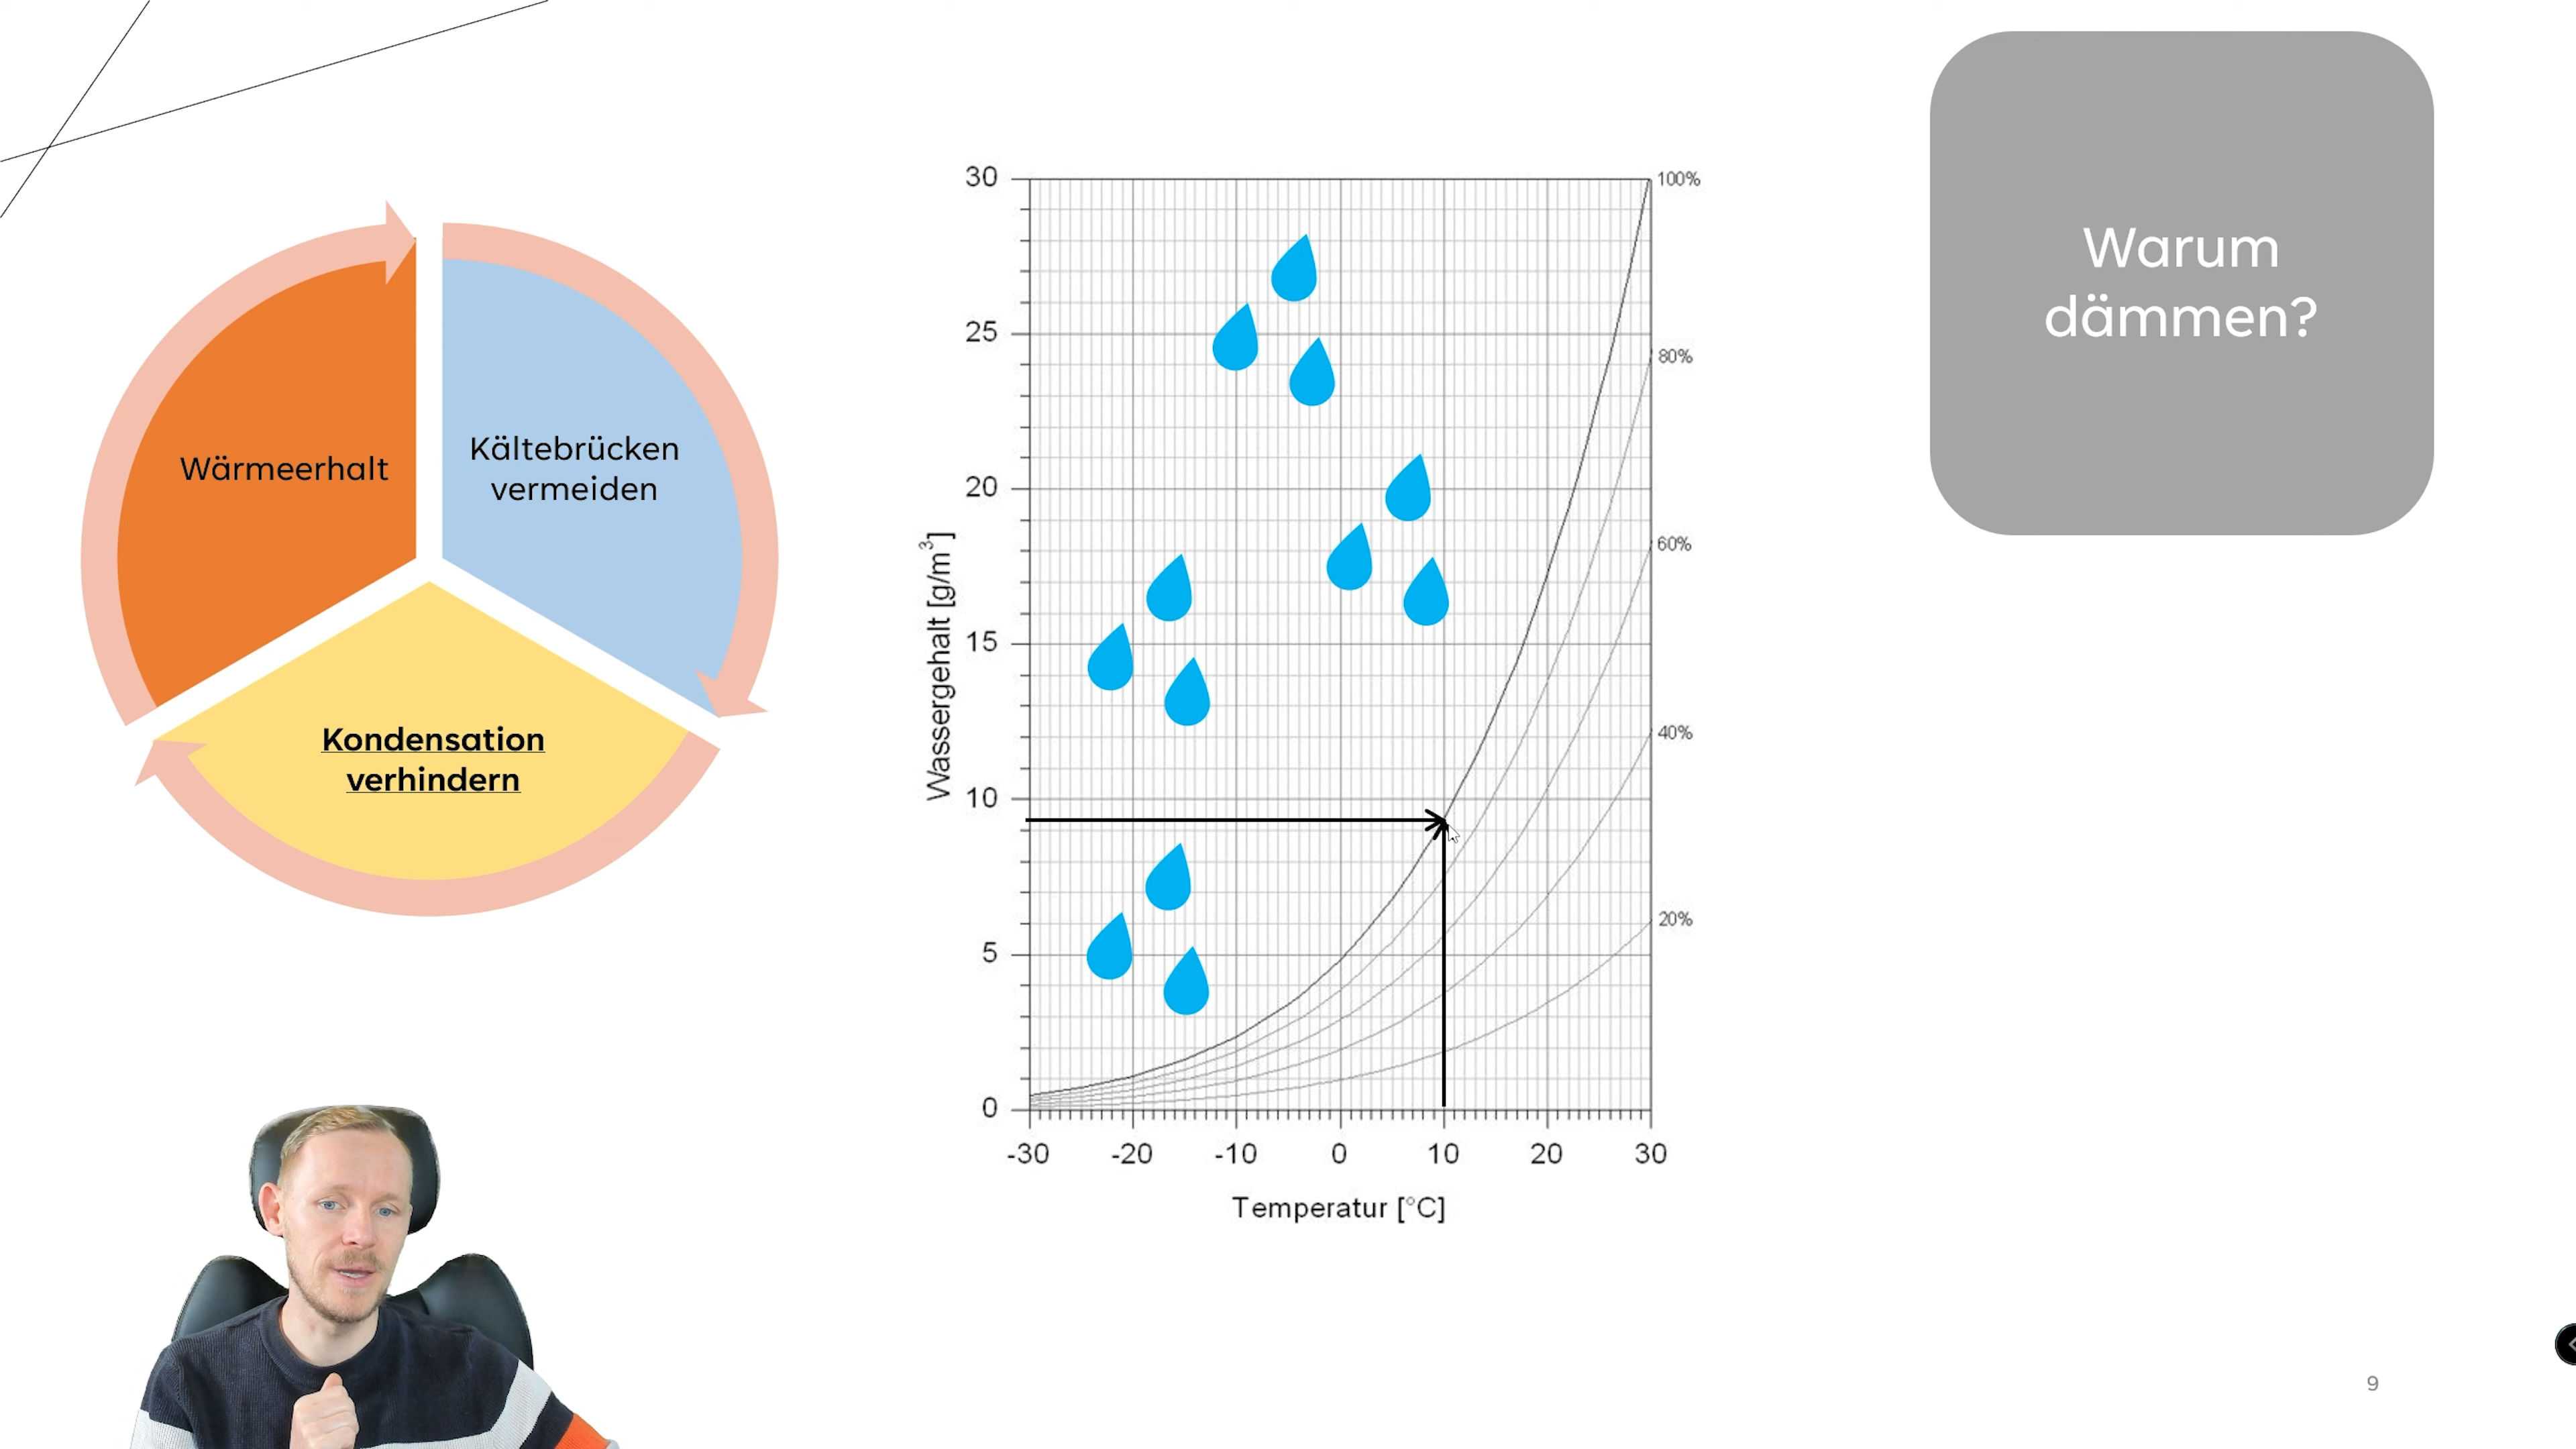 Warum
dämmen?
Wärmeerhalt
Kältebrücken
vermeiden
Kondensation
verhindern
Wassergehalt [g/m³]
30
25
20
15
10
5
0
-30
-20
-10
0
10
20
30
Temperatur [°C]
100%
80%
60%
40%
20%
9